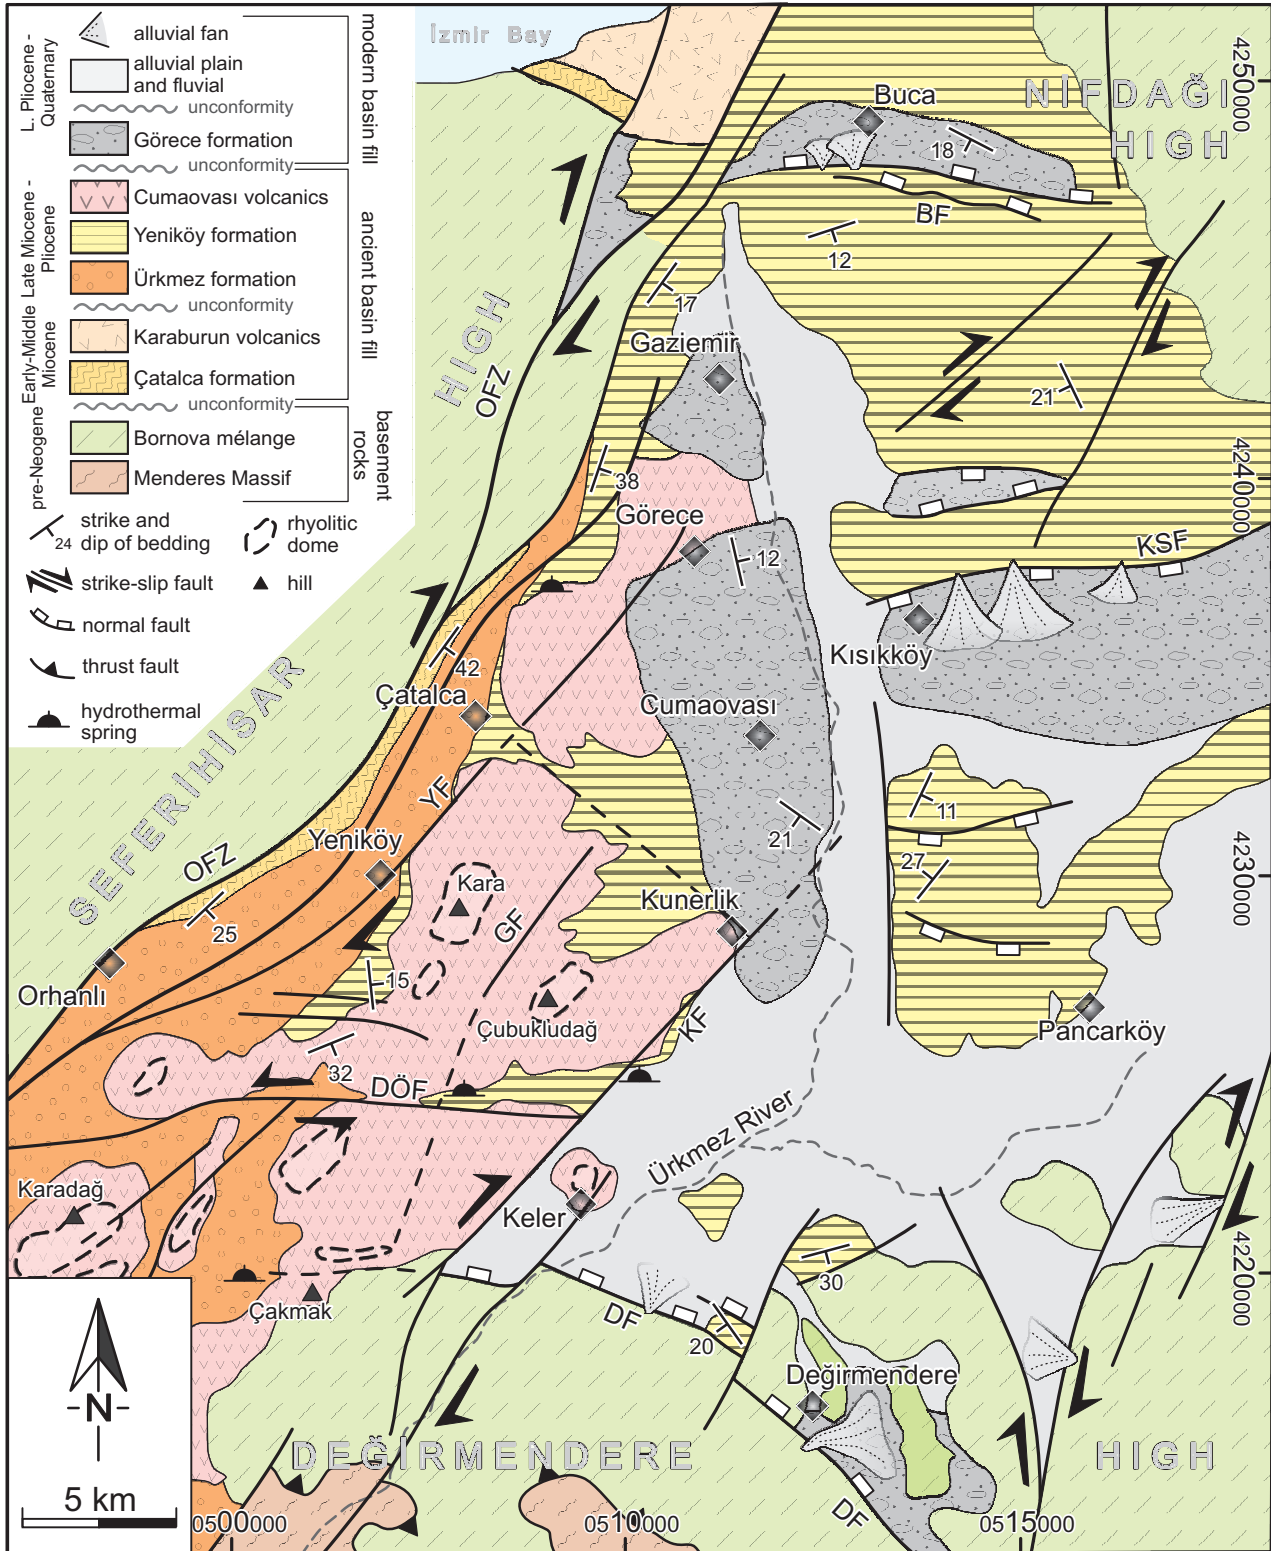 L. Pliocene -
Quaternary
alluvial fan
alluvial plain
and fluvial
unconformity
Görece formation
unconformity
modern basin fill
Late Miocene -
Pliocene
Cumaovası volcanics
Yeniköy formation
Ürkmez formation
unconformity
Early-Middle
Miocene
Karaburun volcanics
Çatalca formation
unconformity
ancient basin fill
pre-Neogene
Bornova mélange
Menderes Massif
basement
rocks
strike and
dip of bedding
24
rhyolitic
dome
strike-slip fault
hill
normal fault
thrust fault
hydrothermal
spring
İzmir Bay
Buca
NİFDAĞI
HIGH
4250000
18
BF
12
17
Gaziemir
HIGH
OFZ
21
38
4240000
Görece
12
KSF
Kısıkköy
42
Çatalca
Cumaovası
SEFERİHİSAR
YF
11
OFZ
Yeniköy
21
27
4230000
Kara
Kunerlik
GF
25
Orhanlı
15
Çubukludağ
KF
Pancarköy
32
DÖF
Ürkmez River
Karadağ
Keler
4220000
30
Çakmak
DF
20
Değirmendere
-N-
DEĞİRMENDERE
HIGH
5 km
DF
0500000
0510000
0515000